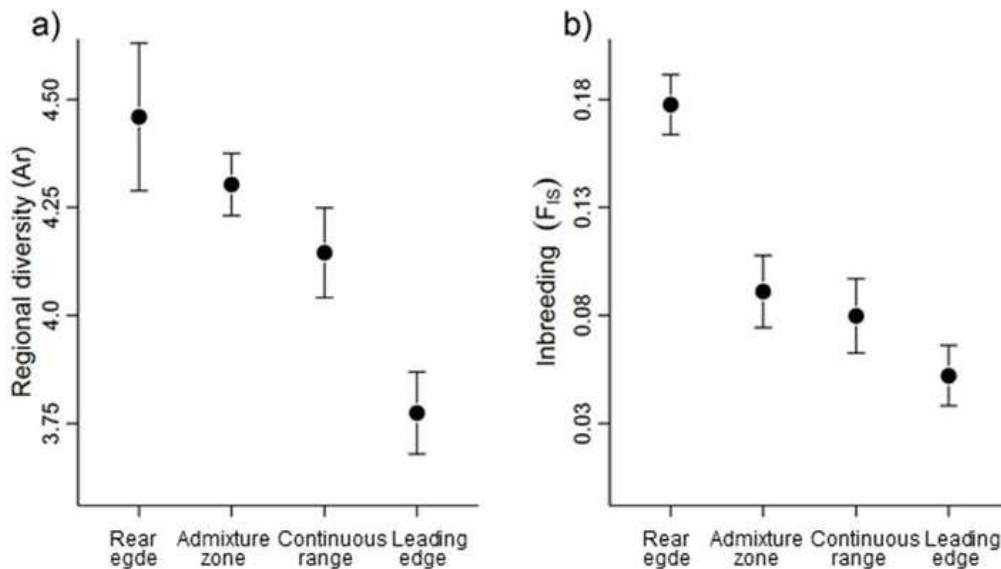 a)
Regional diversity (Ar)
4.50
4.25
4.0
3.75
Rear
egde
Admixture
zone
Continuous
range
Leading
edge
b)
Inbreeding (FIS)
0.18
0.13
0.08
0.03
Rear
egde
Admixture
zone
Continuous
range
Leading
edge